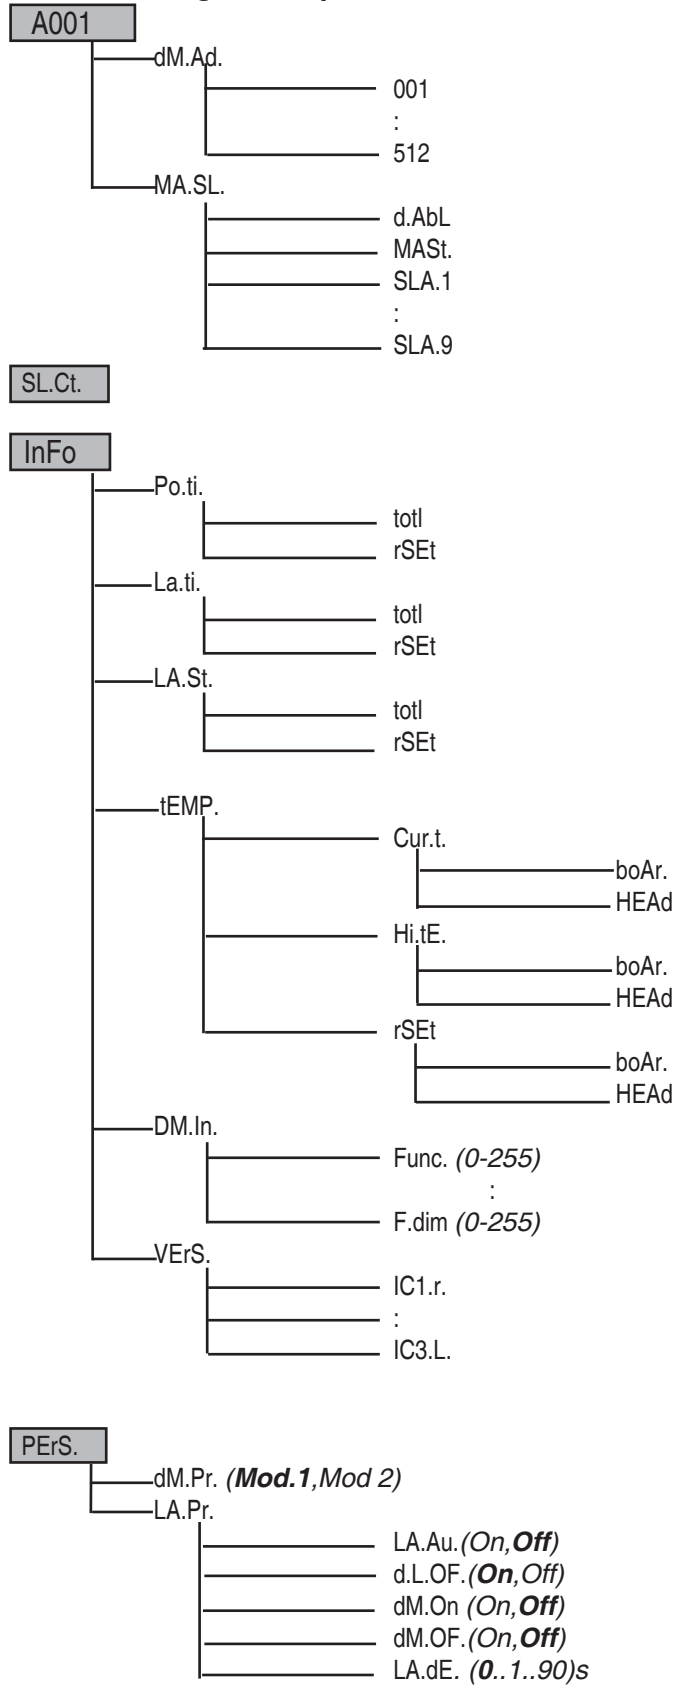 A001
dM.Ad.
001
:
512
MA.SL.
d.AbL
MASt.
SLA.1
:
SLA.9
SL.Ct.
InFo
Po.ti.
totl
rSEt
La.ti.
totl
rSEt
LA.St.
totl
rSEt
tEMP.
Cur.t.
boAr.
HEAd
Hi.tE.
boAr.
HEAd
rSEt
boAr.
HEAd
DM.In.
Func. (0-255)
:
F.dim (0-255)
VErS.
IC1.r.
:
IC3.L.
PErS.
dM.Pr. (Mod.1,Mod 2)
LA.Pr.
LA.Au.(On,Off)
d.L.OF.(On,Off)
dM.On (On,Off)
dM.OF.(On,Off)
LA.dE. (0..1..90)s